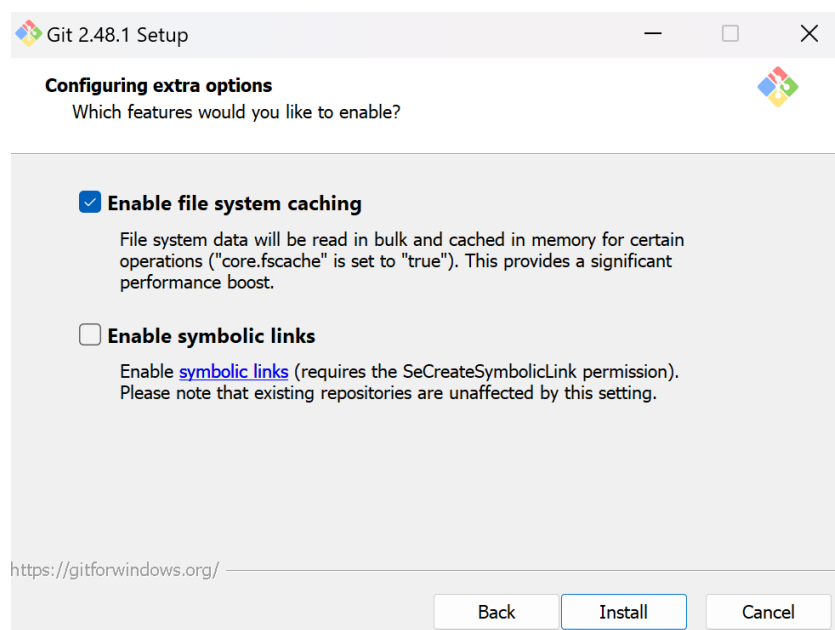 Git 2.48.1 Setup
Configuring extra options
Which features would you like to enable?
Enable file system caching
File system data will be read in bulk and cached in memory for certain
operations ("core.fscache" is set to "true"). This provides a significant
performance boost.
Enable symbolic links
Enable symbolic links (requires the SeCreateSymbolicLink permission).
Please note that existing repositories are unaffected by this setting.
https://gitforwindows.org/
Back Install Cancel